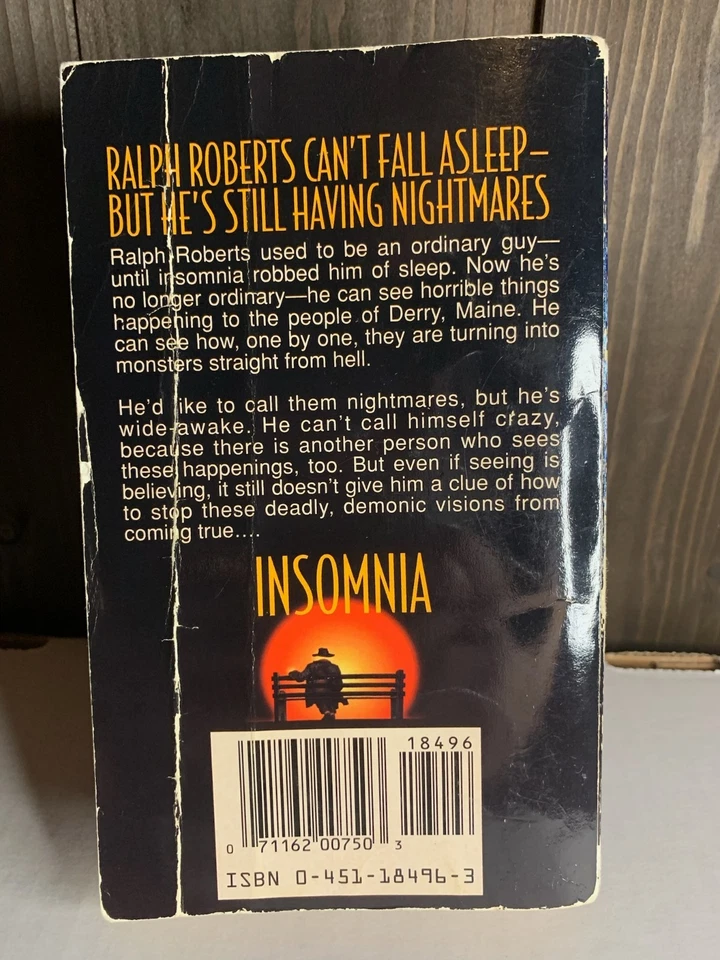 RALPH ROBERTS CAN'T FALL ASLEEP–
BUT HE'S STILL HAVING NIGHTMARES
Ralph Roberts used to be an ordinary guy—
until insomnia robbed him of sleep. Now he's
no longer ordinary—he can see horrible things
happening to the people of Derry, Maine. He
can see how, one by one, they are turning into
monsters straight from hell.
He'd like to call them nightmares, but he's
wide-awake. He can't call himself crazy,
because there is another person who sees
these happenings, too. But even if seeing is
believing, it still doesn't give him a clue of how
to stop these deadly, demonic visions from
coming true....
INSOMNIA
18496
0 71162 00750 3
ISBN 0-451-18496-3